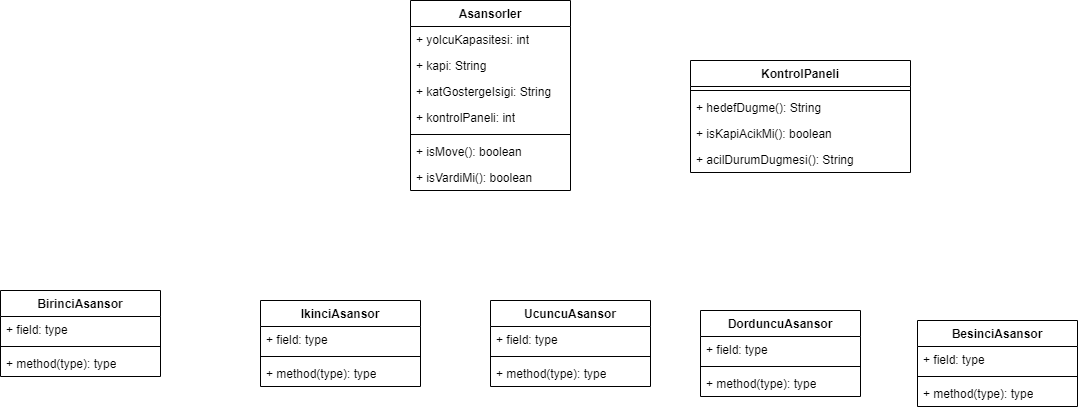 Asansorler
+ yolcuKapasitesi: int
+ kapi: String
+ katGostergeIsigi: String
+ kontrolPaneli: int
+ isMove(): boolean
+ isVardiMi(): boolean
KontrolPaneli
+ hedefDugme(): String
+ isKapiAcikMi(): boolean
+ acilDurumDugmesi(): String
BirinciAsansor
+ field: type
+ method(type): type
IkinciAsansor
+ field: type
+ method(type): type
UcuncuAsansor
+ field: type
+ method(type): type
DorduncuAsansor
+ field: type
+ method(type): type
BesinciAsansor
+ field: type
+ method(type): type